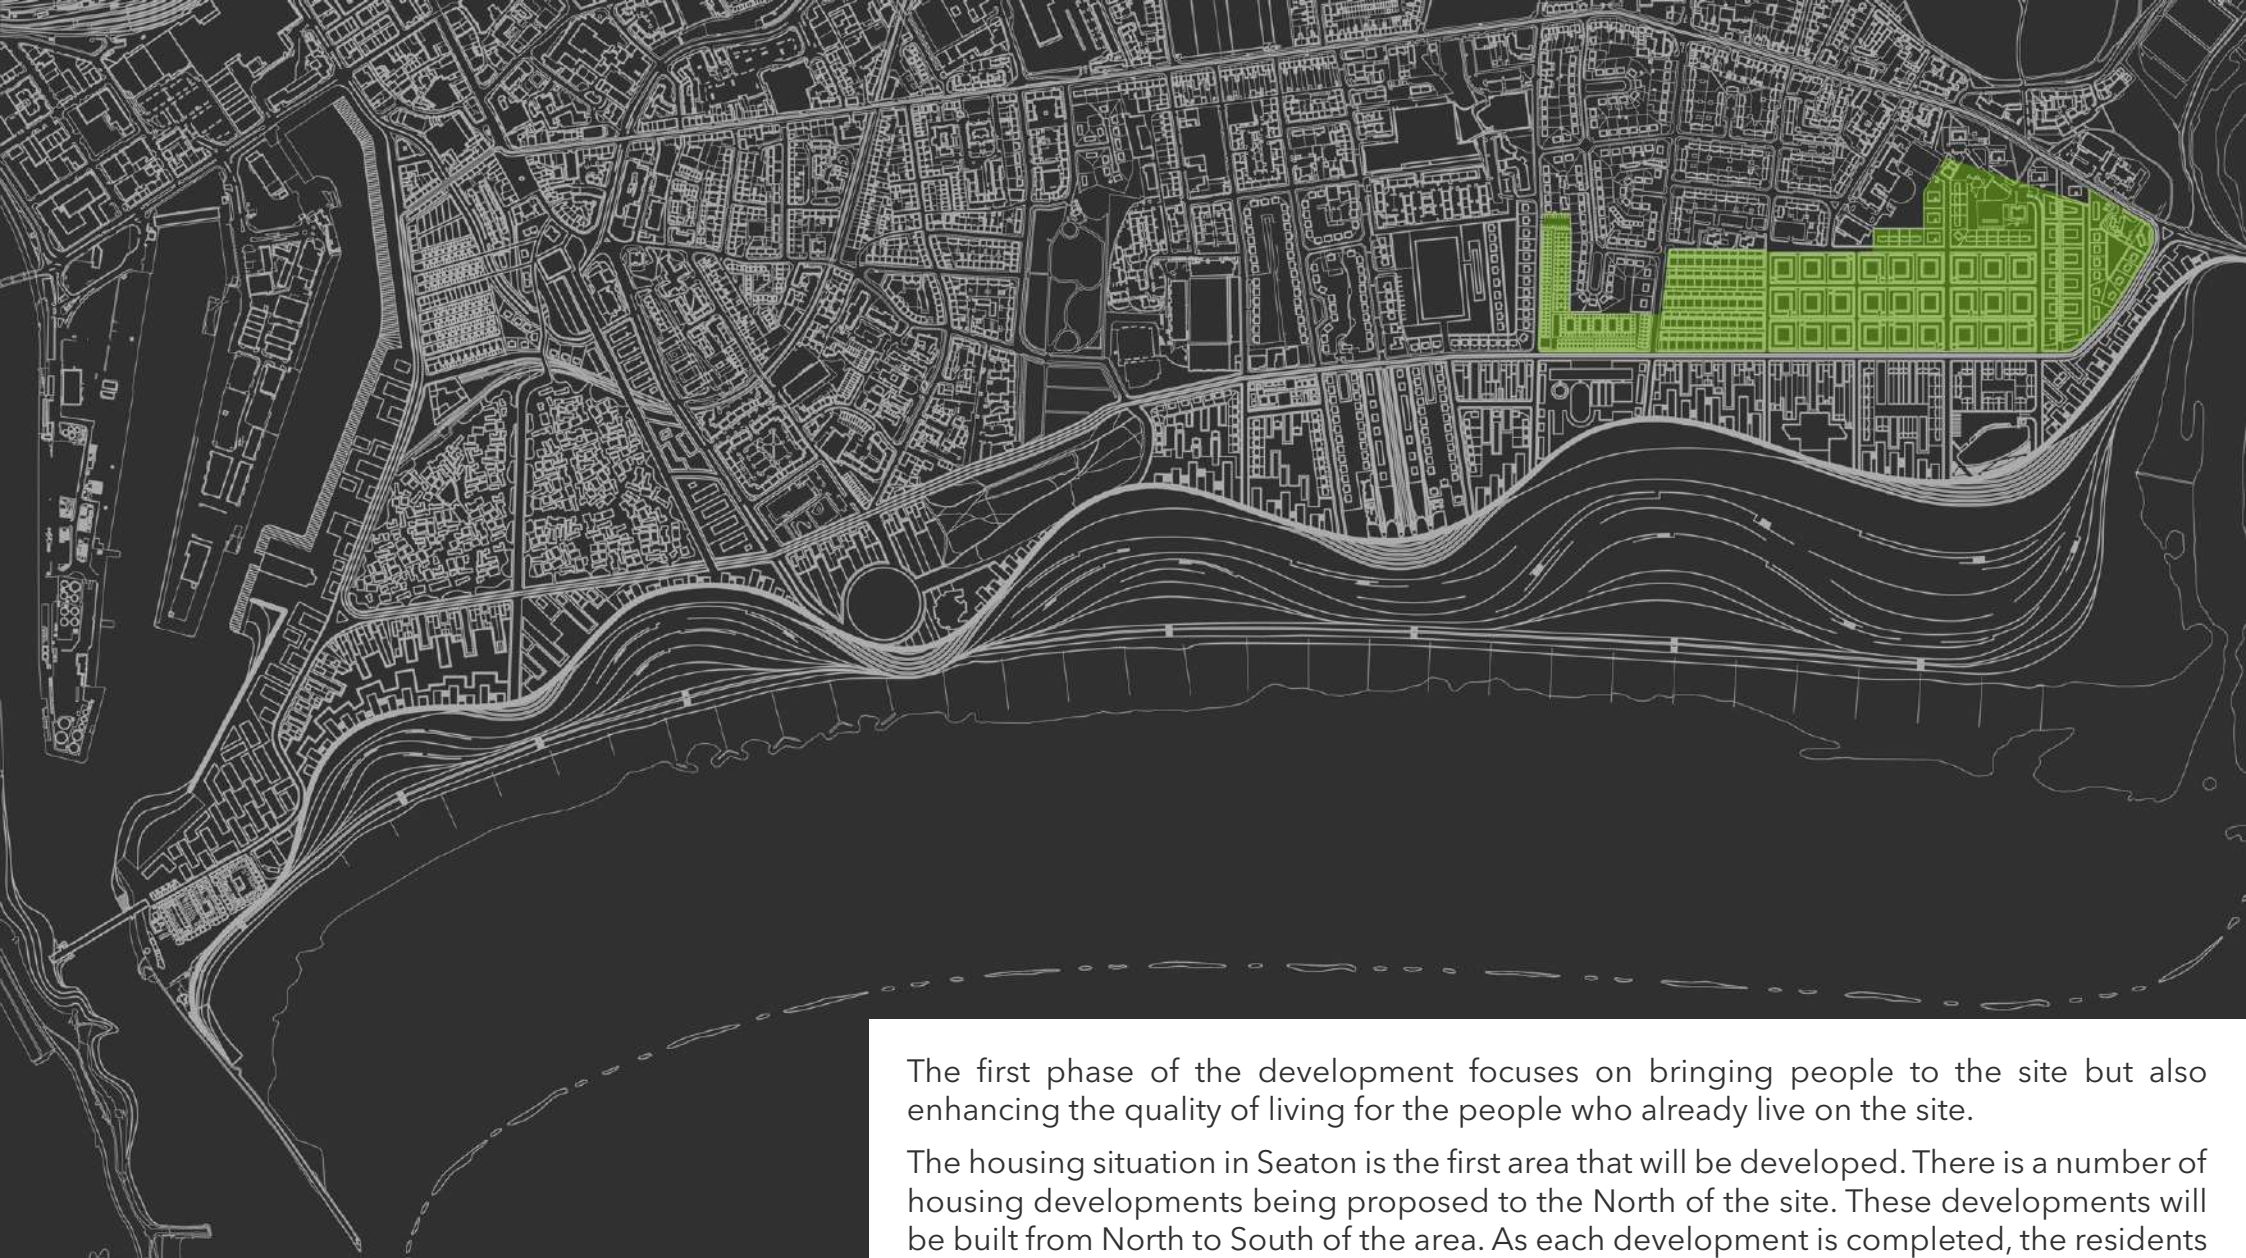 The first phase of the development focuses on bringing people to the site but also
enhancing the quality of living for the people who already live on the site.
The housing situation in Seaton is the first area that will be developed. There is a number of
housing developments being proposed to the North of the site. These developments will
be built from North to South of the area. As each development is completed, the residents